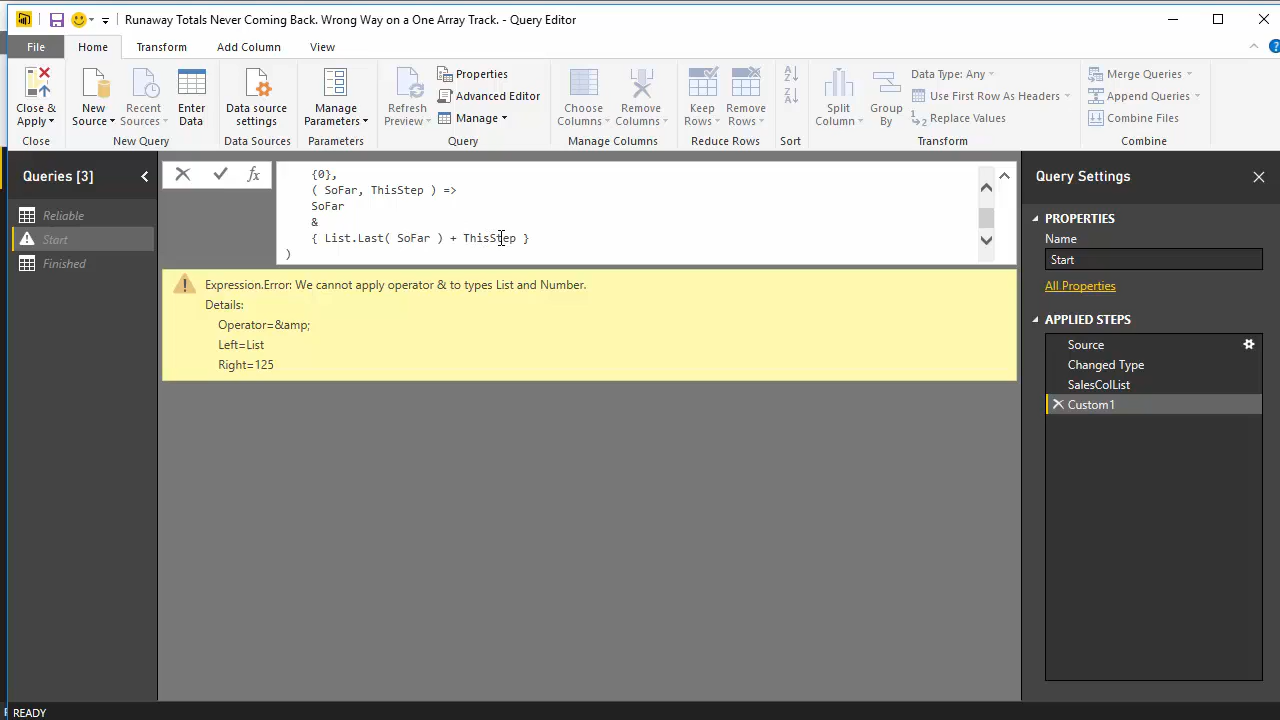 Runaway Totals Never Coming Back. Wrong Way on a One Array Track. - Query Editor
File Home Transform Add Column View
Close & Apply
New Source
Recent Sources
Enter Data
Data source settings
Manage Parameters
Refresh Preview
Properties
Advanced Editor
Manage
Choose Columns
Remove Columns
Keep Rows
Remove Rows
Split Column
Group By
Data Type: Any
Use First Row As Headers
Replace Values
Merge Queries
Append Queries
Combine Files
Close New Query Data Sources Parameters Query Manage Columns Reduce Rows Sort Transform Combine
Queries [3]
Reliable
Start
Finished
fx
{0},
( SoFar, ThisStep ) =>
SoFar
&
{ List.Last( SoFar ) + ThisStep }
)
Expression.Error: We cannot apply operator & to types List and Number.
Details:
Operator=&amp;
Left=List
Right=125
Query Settings
PROPERTIES
Name
Start
All Properties
APPLIED STEPS
Source
Changed Type
SalesColList
Custom1
READY